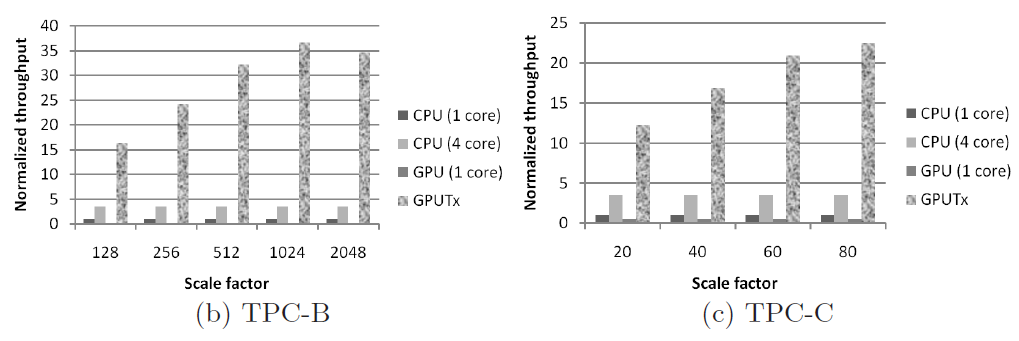 Normalized throughput
40
35
30
25
20
15
10
5
0
128 256 512 1024 2048
Scale factor
CPU (1 core)
CPU (4 core)
GPU (1 core)
GPUTx
(b) TPC-B
Normalized throughput
25
20
15
10
5
0
20 40 60 80
Scale factor
CPU (1 core)
CPU (4 core)
GPU (1 core)
GPUTx
(c) TPC-C